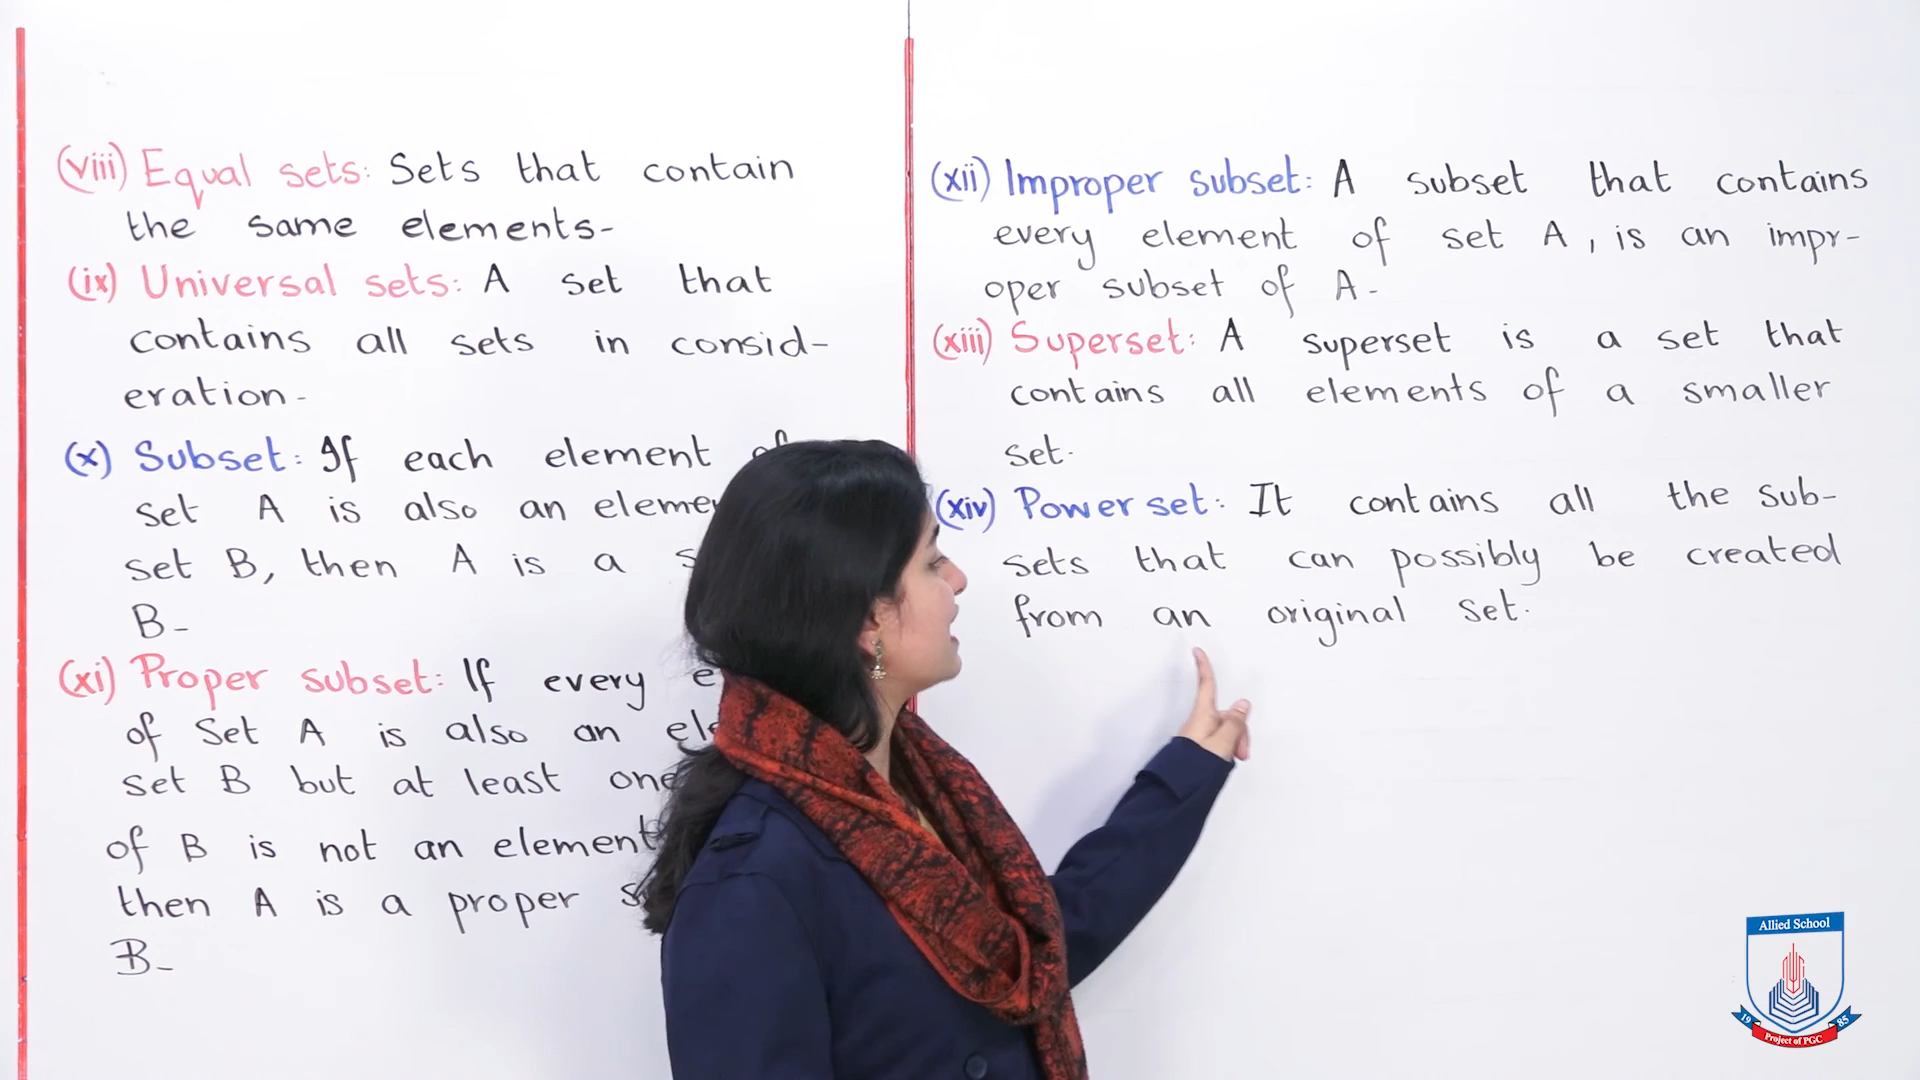 (viii) Equal sets: Sets that contain
the same elements-
(ix) Universal sets: A set that
contains all sets in consid-
eration-
(x) Subset: If each element of
set A is also an
set B, then A is a
B-
(xi) Proper subset: If every
of Set A is also an
set B but at least one
of B is not an element
then A is a proper
B-
(xii) Improper subset: A subset that contains
every element of set A, is an impr-
oper subset of A-
(xiii) Superset: A superset is a set that
contains all elements of a smaller
set.
(xiv) Power set: It contains all the sub-
sets that can possibly be created
from an original set.
Allied School
19 85
Project of PGC